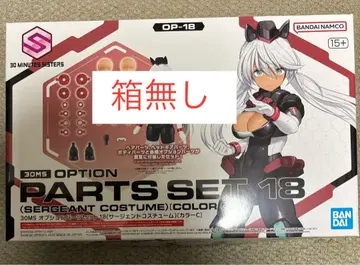 OP-18
BANDAI NAMCO
15+
30 MINUTES SISTERS
箱無し
30MS OPTION
PARTS SET 18
(SERGEANT COSTUME)[COLOR
30MS オプションパーツセット18(サージェントコスチューム)[カラーC]
BAN
DAI